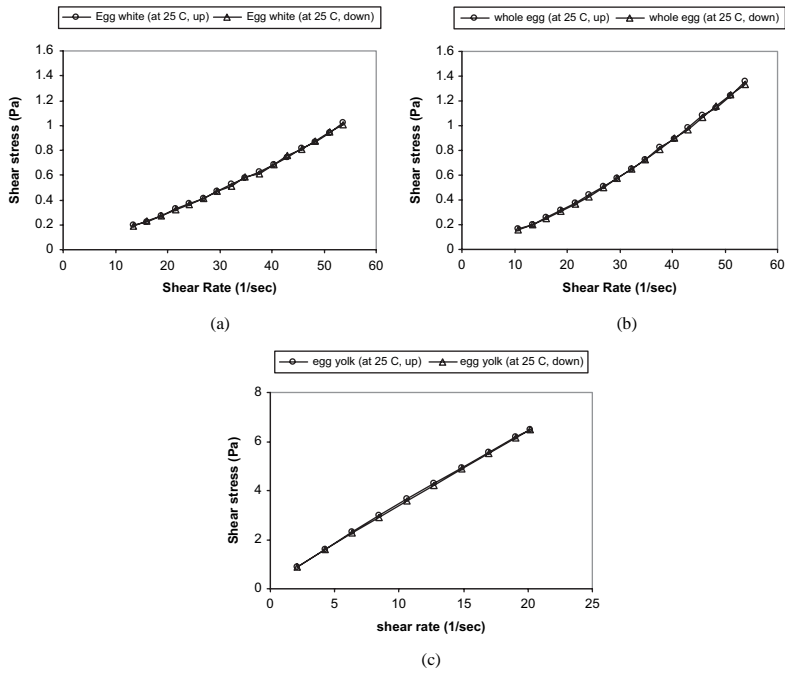 Egg white (at 25 C, up) Egg white (at 25 C, down)
1.6
1.4
1.2
1
0.8
0.6
0.4
0.2
0
Shear stress (Pa)
0 10 20 30 40 50 60
Shear Rate (1/sec)
(a)
whole egg (at 25 C, up) whole egg (at 25 C, down)
1.6
1.4
1.2
1
0.8
0.6
0.4
0.2
0
Shear stress (Pa)
0 10 20 30 40 50 60
Shear Rate (1/sec)
(b)
egg yolk (at 25 C, up) egg yolk (at 25 C, down)
8
6
4
2
0
Shear stress (Pa)
0 5 10 15 20 25
shear rate (1/sec)
(c)